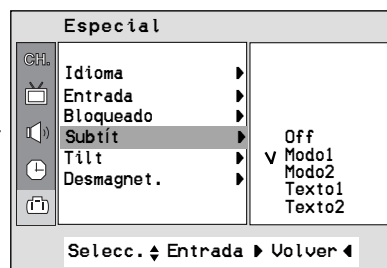 Especial
CH.
Idioma
Entrada
Bloqueado
Subtít
Tilt
Desmagnet.
Off
Modo1
Modo2
Texto1
Texto2
Selecc. Entrada Volver